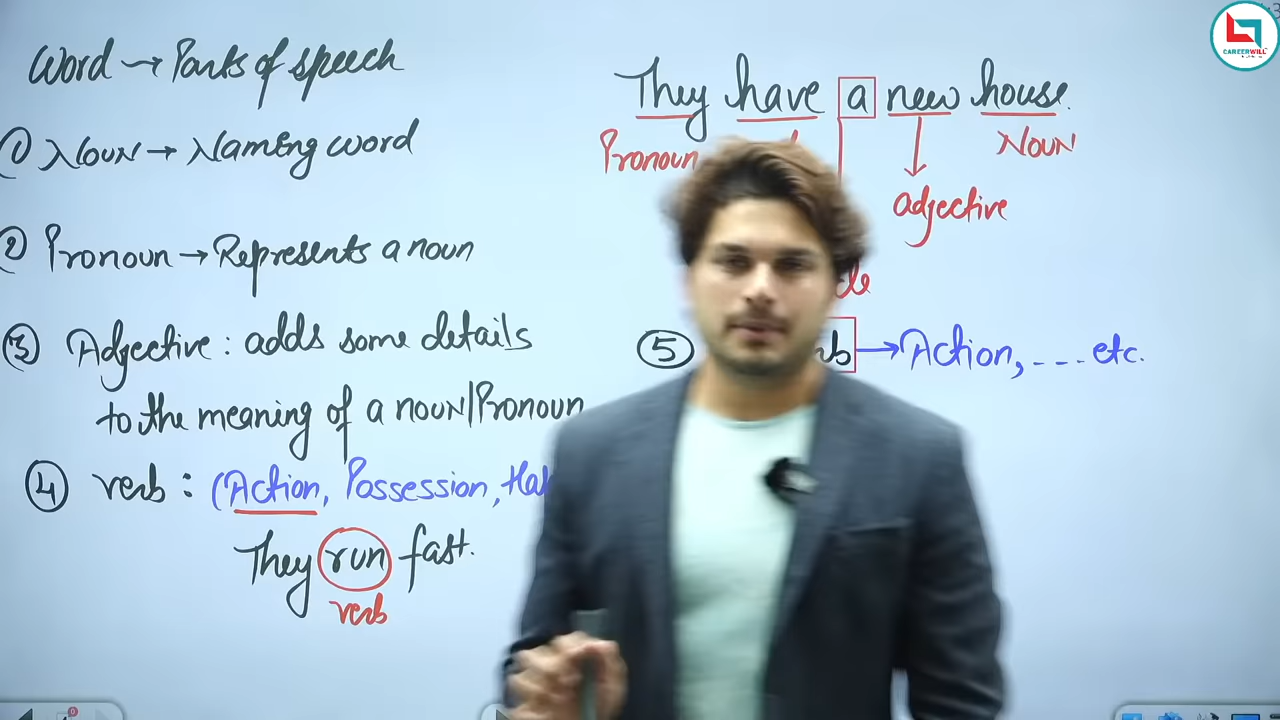 Word → Parts of speech
① Noun → Naming word
② Pronoun → Represents a noun
③ Adjective : adds some details
to the meaning of a noun/Pronoun
④ verb : (Action, Possession,
They run fast.
verb
They have a new house.
Pronoun
Noun
adjective
⑤
→ Action, --- etc.
CAREERWILL